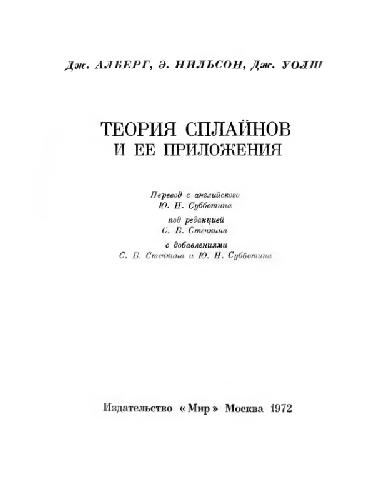 Дж. АЛБЕРГ, Э. НИЛЬСОН, Дж. УОЛШ
ТЕОРИЯ СПЛАЙНОВ
И ЕЕ ПРИЛОЖЕНИЯ
Перевод с английского
Ю. Н. Субботина
под редакцией
С. Б. Стечкина
с добавлениями
С. Б. Стечкина и Ю. Н. Субботина
Издательство «Мир» Москва 1972